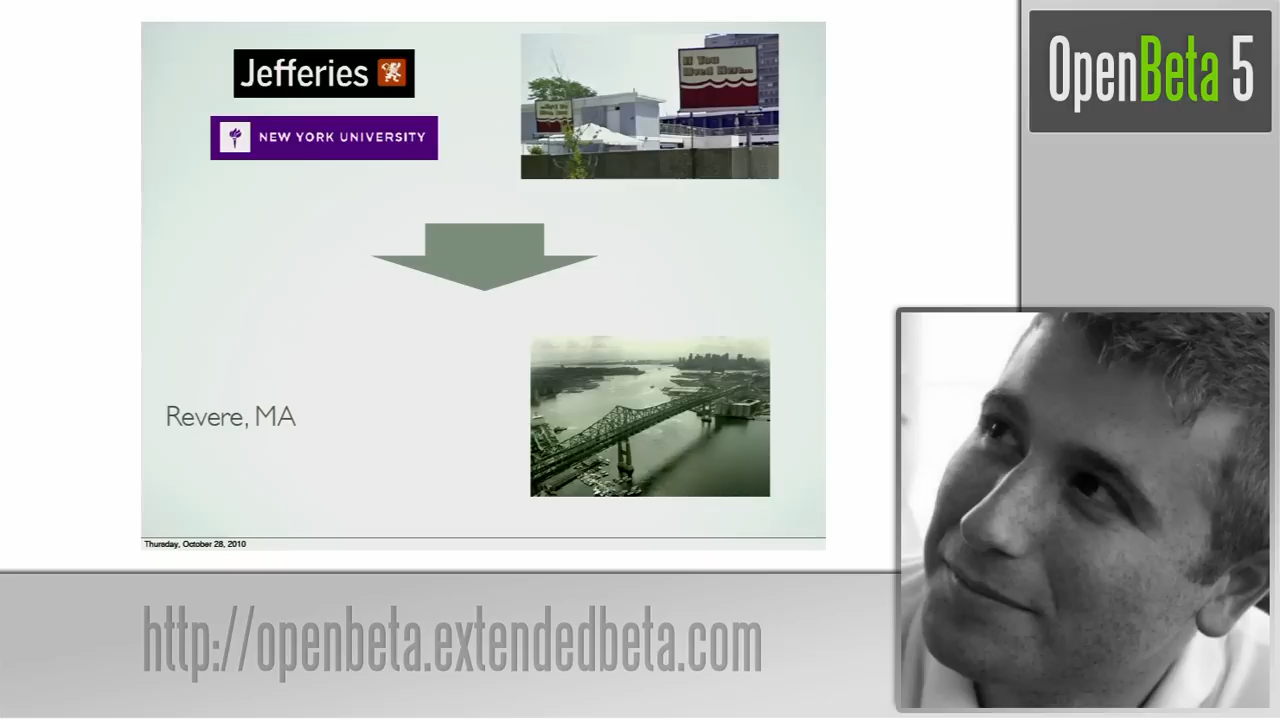 Jefferies
NEW YORK UNIVERSITY
If You
Lived Here...
Revere, MA
Thursday, October 28, 2010
OpenBeta 5
http://openbeta.extendedbeta.com